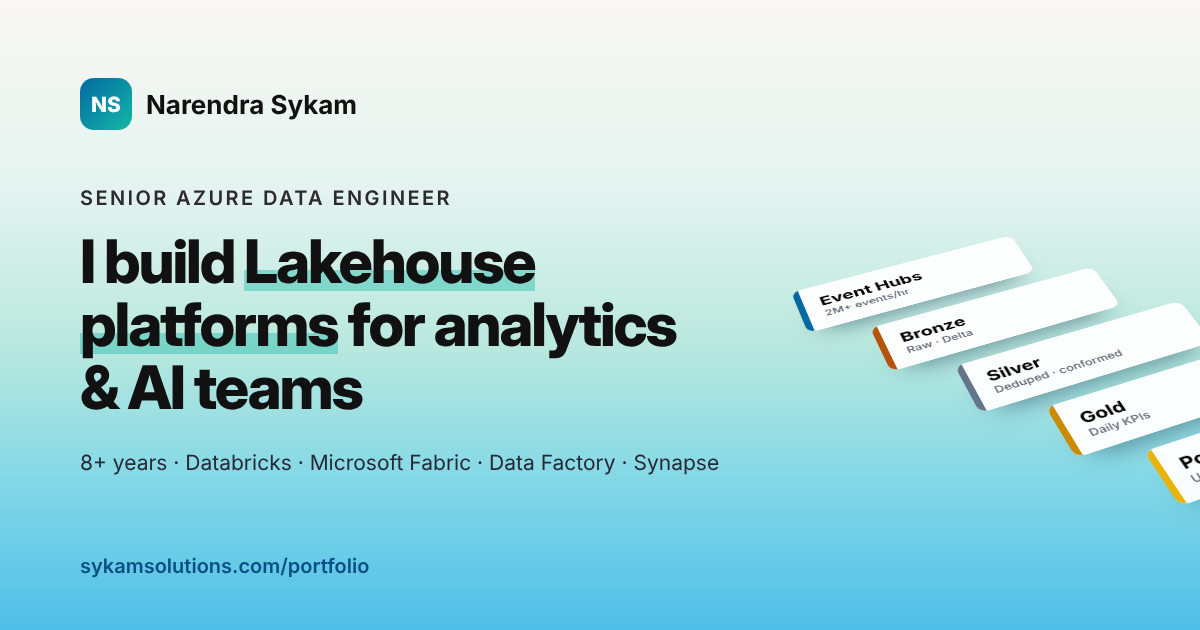 NS
Narendra Sykam
SENIOR AZURE DATA ENGINEER
I build Lakehouse
platforms for analytics
& AI teams
8+ years · Databricks · Microsoft Fabric · Data Factory · Synapse
sykamsolutions.com/portfolio
Event Hubs
2M+ events/hr
Bronze
Raw · Delta
Silver
Deduped · conformed
Gold
Daily KPIs